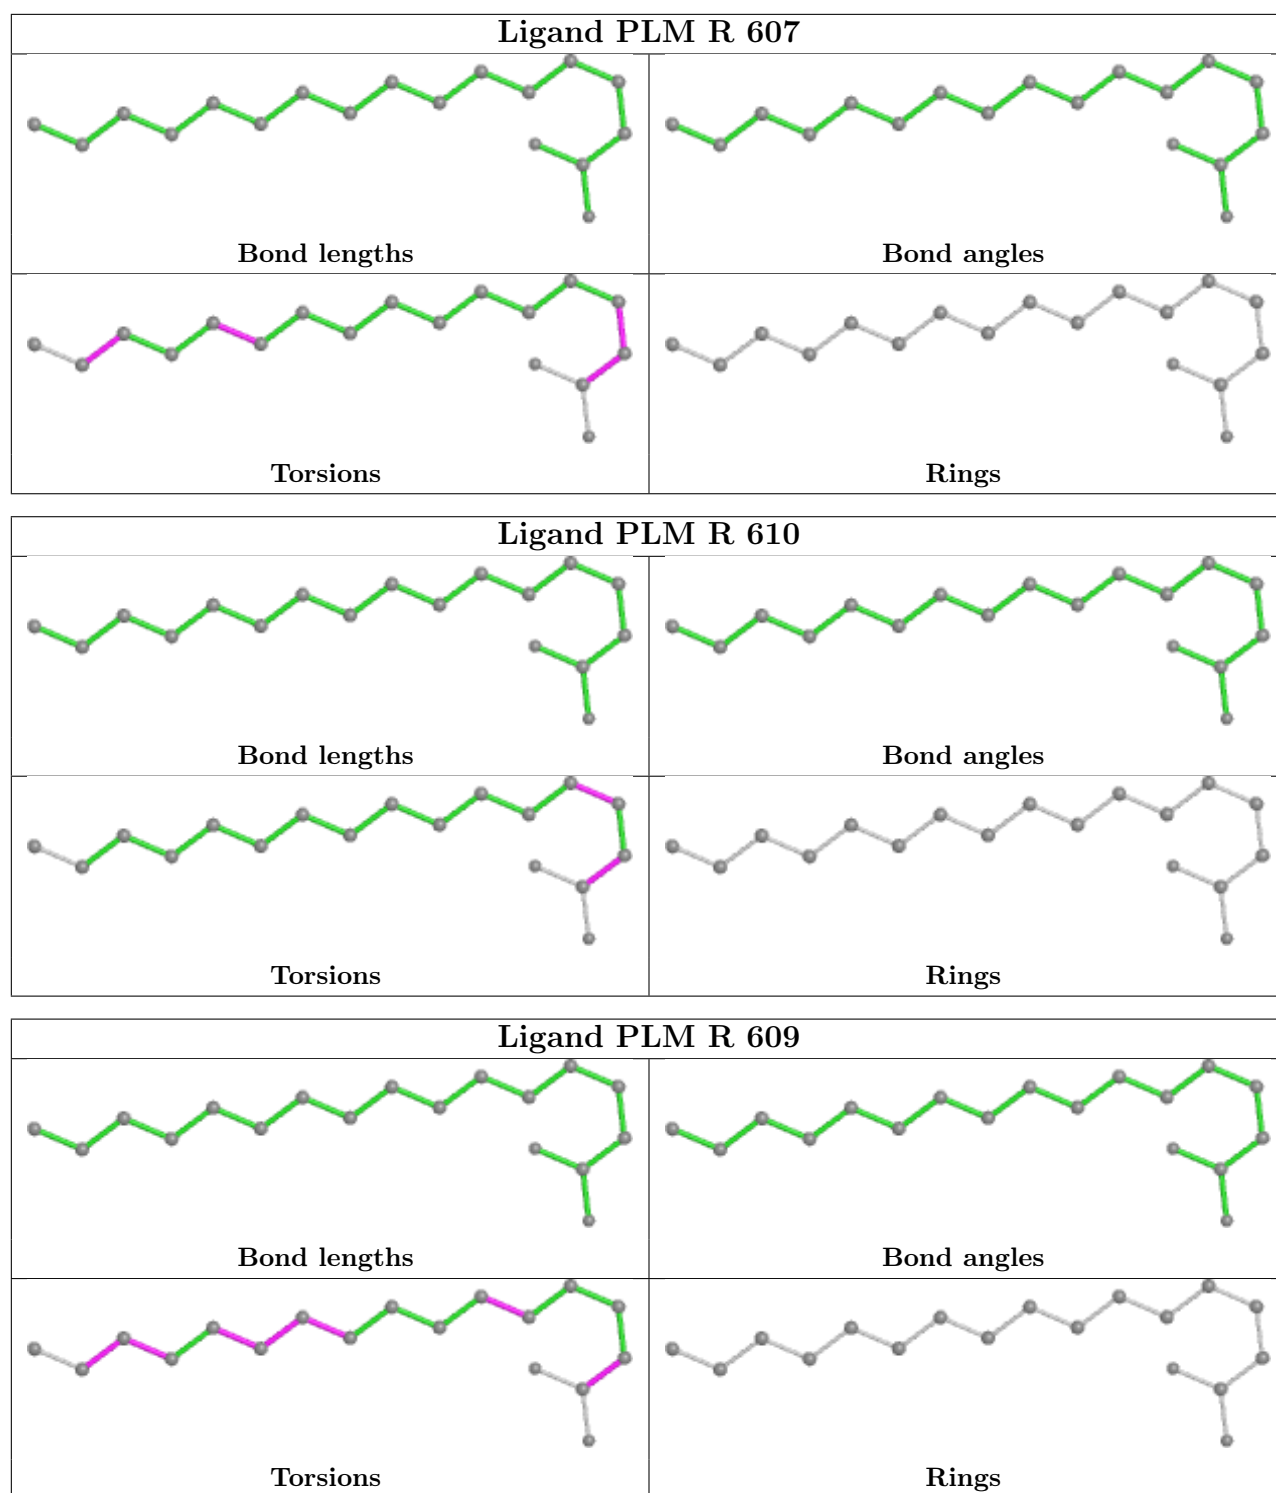 Ligand PLM R 607
Bond lengths
Bond angles
Torsions
Rings
Ligand PLM R 610
Bond lengths
Bond angles
Torsions
Rings
Ligand PLM R 609
Bond lengths
Bond angles
Torsions
Rings